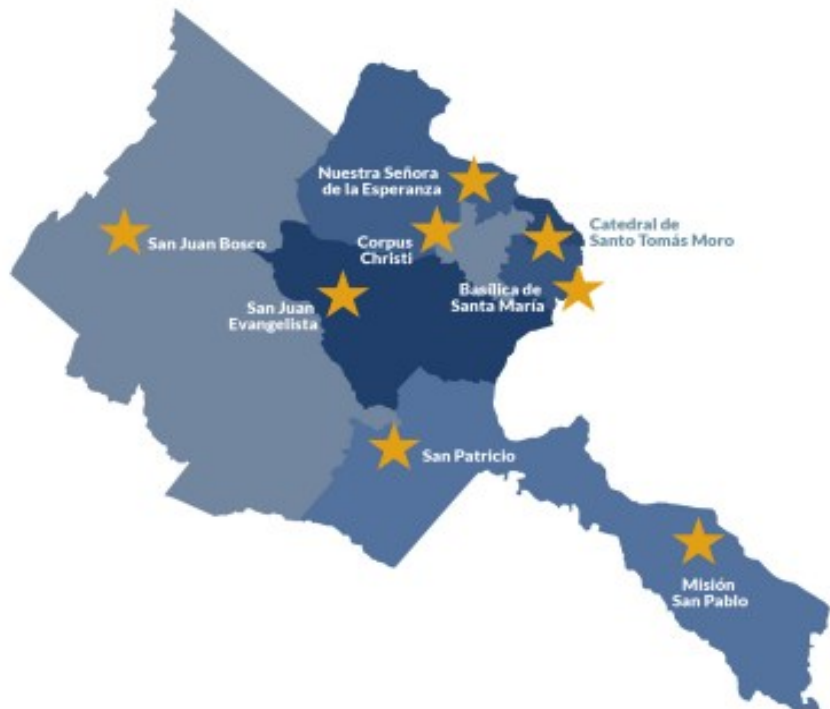 Nuestra Señora
de la Esperanza
Catedral de
Santo Tomás Moro
San Juan Bosco
Corpus
Christi
Basílica de
Santa María
San Juan
Evangelista
San Patricio
Misión
San Pablo